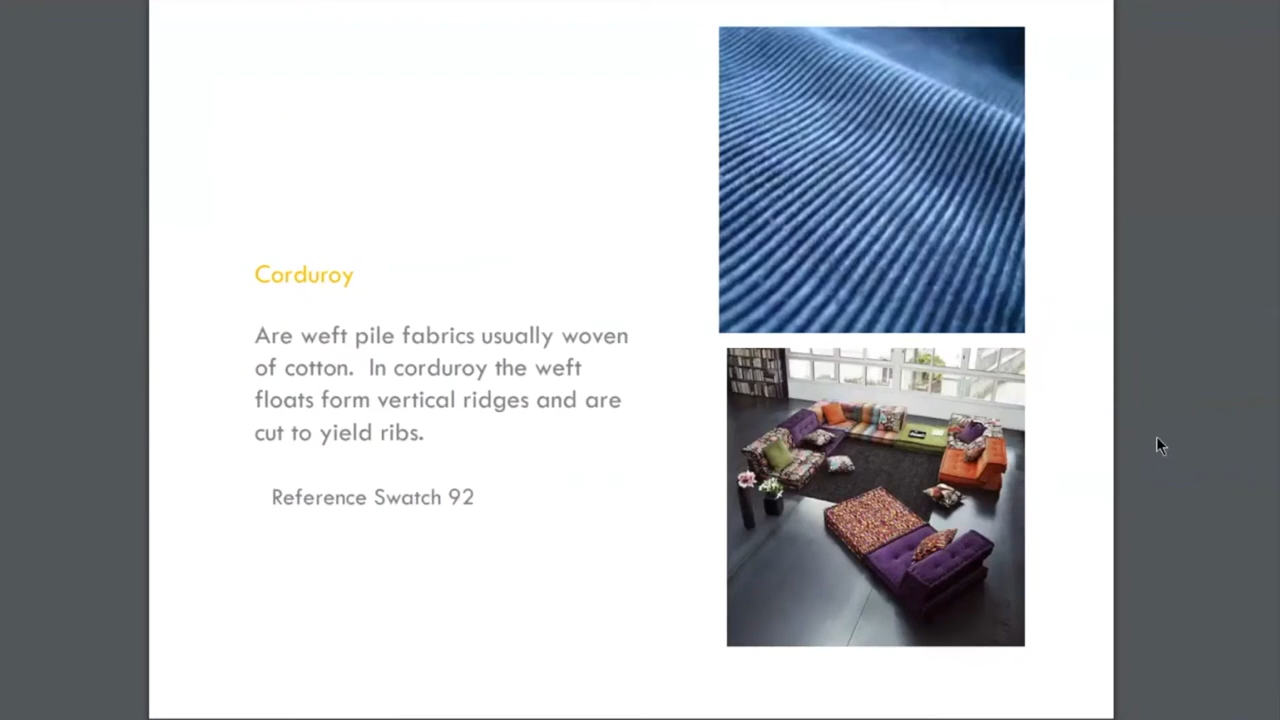 Corduroy
Are weft pile fabrics usually woven
of cotton.  In corduroy the weft
floats form vertical ridges and are
cut to yield ribs.
Reference Swatch 92